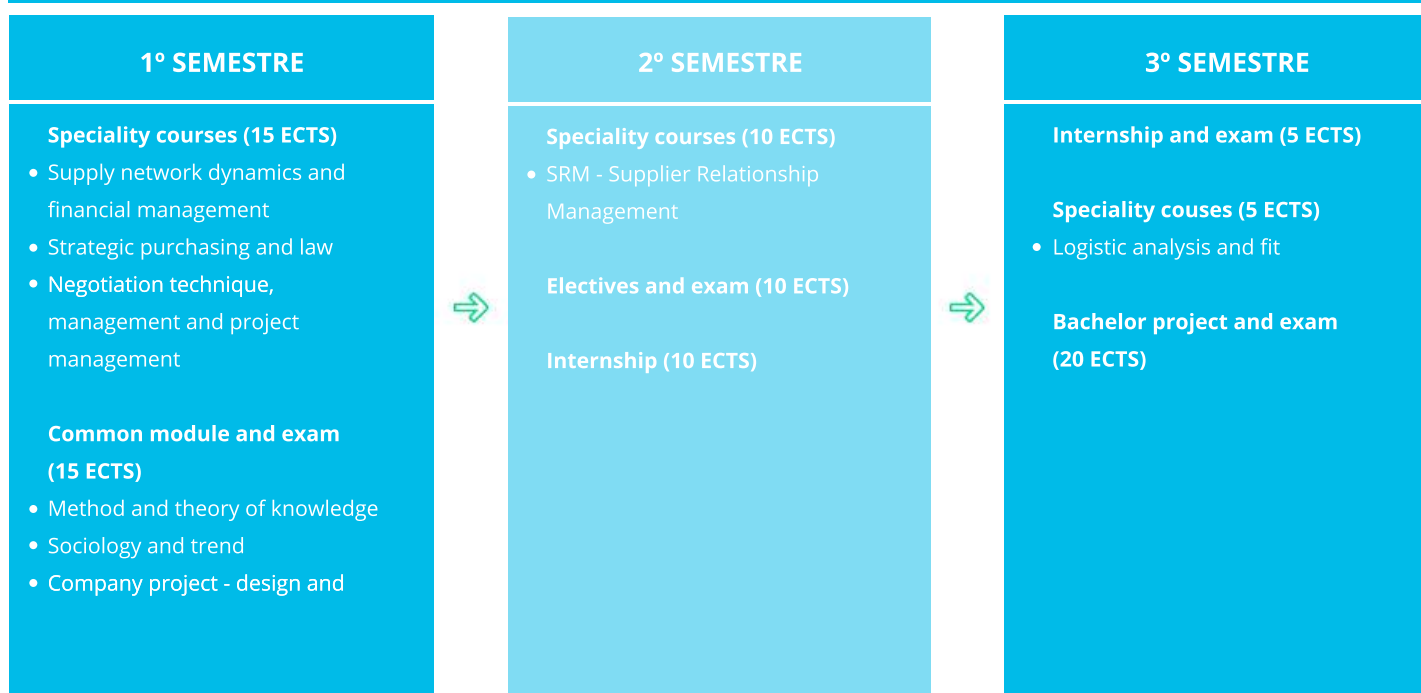 1º SEMESTRE
Speciality courses (15 ECTS)
• Supply network dynamics and
financial management
• Strategic purchasing and law
• Negotiation technique,
management and project
management
Common module and exam
(15 ECTS)
• Method and theory of knowledge
• Sociology and trend
• Company project - design and
2º SEMESTRE
Speciality courses (10 ECTS)
• SRM - Supplier Relationship
Management
Electives and exam (10 ECTS)
Internship (10 ECTS)
3º SEMESTRE
Internship and exam (5 ECTS)
Speciality couses (5 ECTS)
• Logistic analysis and fit
Bachelor project and exam
(20 ECTS)